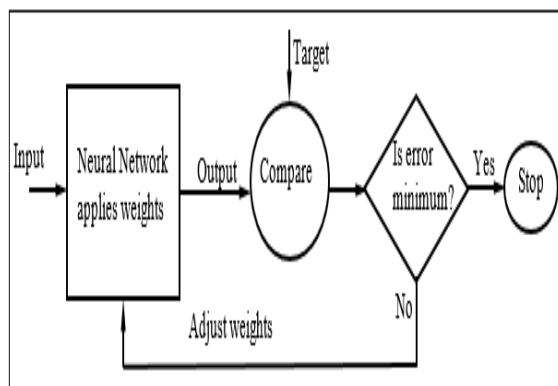 Target
Input
Neural Network
applies weights
Output
Compare
Is error
minimum?
Yes
Stop
No
Adjust weights